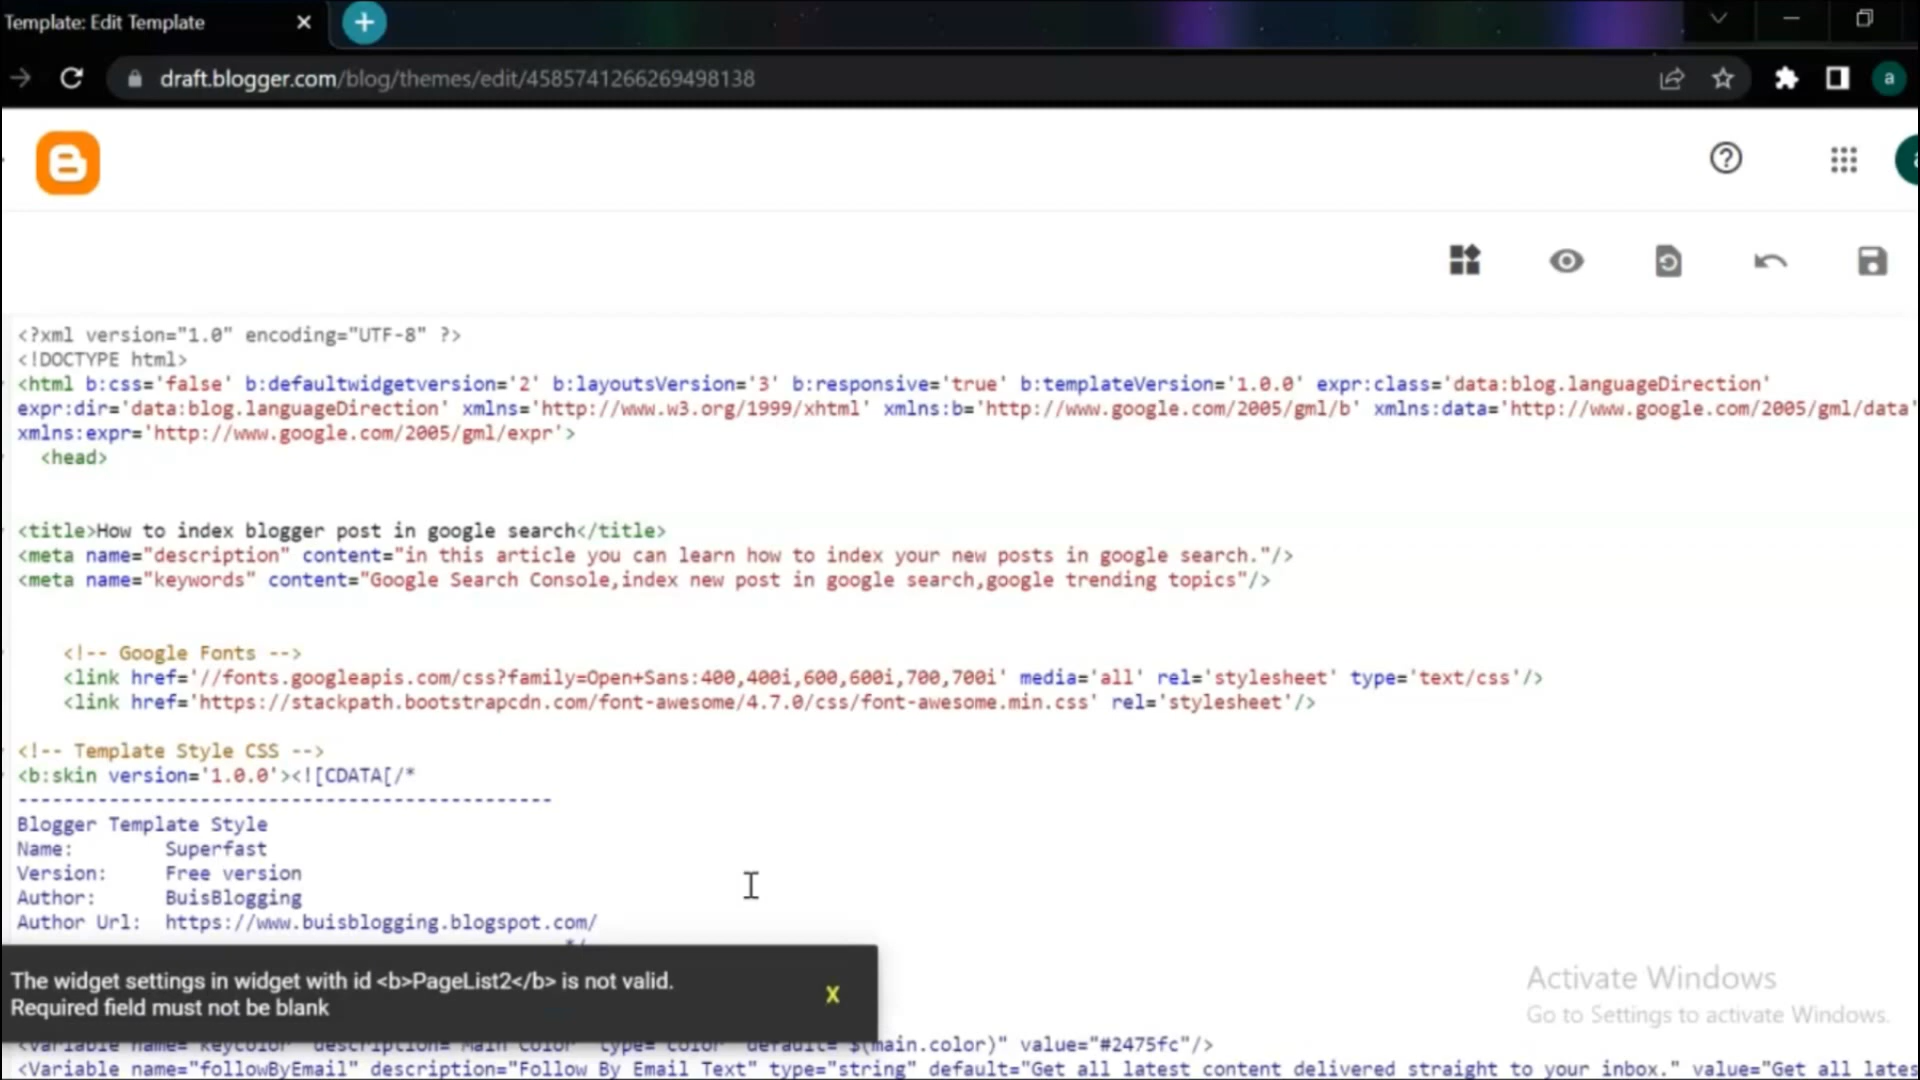 Template: Edit Template
draft.blogger.com/blog/themes/edit/4585741266269498138
a
<?xml version="1.0" encoding="UTF-8" ?>
<!DOCTYPE html>
<html b:css='false' b:defaultwidgetversion='2' b:layoutsVersion='3' b:responsive='true' b:templateVersion='1.0.0' expr:class='data:blog.languageDirection'
expr:dir='data:blog.languageDirection' xmlns='http://www.w3.org/1999/xhtml' xmlns:b='http://www.google.com/2005/gml/b' xmlns:data='http://www.google.com/2005/gml/data'
xmlns:expr='http://www.google.com/2005/gml/expr'>
<head>
<title>How to index blogger post in google search</title>
<meta name="description" content="in this article you can learn how to index your new posts in google search."/>
<meta name="keywords" content="Google Search Console,index new post in google search,google trending topics"/>
<!-- Google Fonts -->
<link href='//fonts.googleapis.com/css?family=Open+Sans:400,400i,600,600i,700,700i' media='all' rel='stylesheet' type='text/css'/>
<link href='https://stackpath.bootstrapcdn.com/font-awesome/4.7.0/css/font-awesome.min.css' rel='stylesheet'/>
<!-- Template Style CSS -->
<b:skin version='1.0.0'><![CDATA[/*
-----------------------------------------------
Blogger Template Style
Name: Superfast
Version: Free version
Author: BuisBlogging
Author Url: https://www.buisblogging.blogspot.com/
The widget settings in widget with id <b>PageList2</b> is not valid.
Required field must not be blank
X
Activate Windows
Go to Settings to activate Windows.
<Variable name="keycolor" description="Main Color" type="color" default="$(main.color)" value="#2475fc"/>
<Variable name="followByEmail" description="Follow By Email Text" type="string" default="Get all latest content delivered straight to your inbox." value="Get all lates